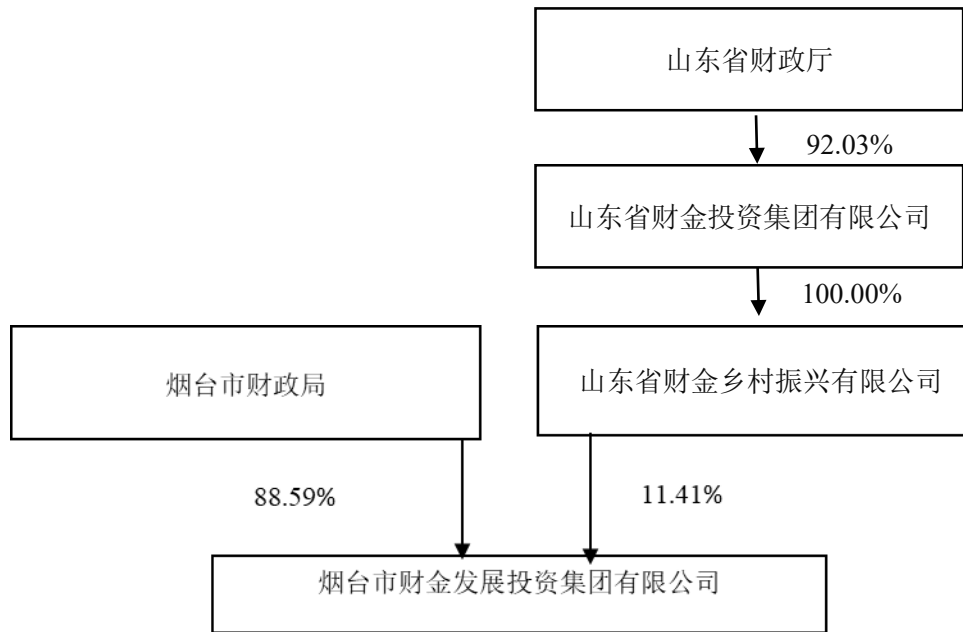 山东省财政厅
92.03%
山东省财金投资集团有限公司
100.00%
烟台市财政局
山东省财金乡村振兴有限公司
88.59%
11.41%
烟台市财金发展投资集团有限公司